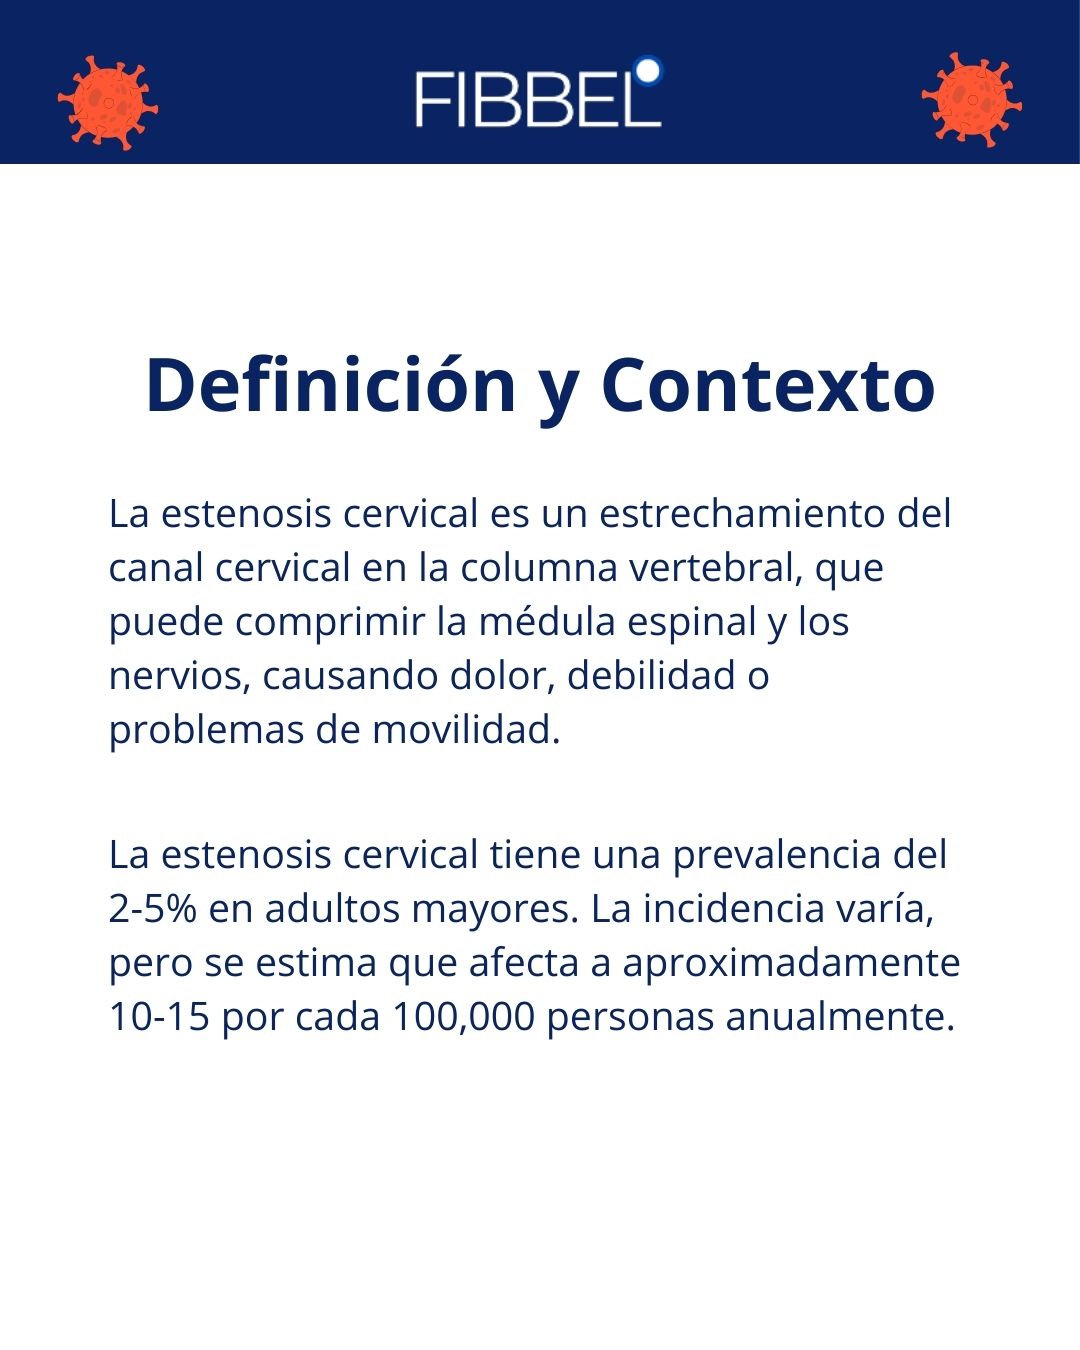 FIBBEL
Definición y Contexto
La estenosis cervical es un estrechamiento del
canal cervical en la columna vertebral, que
puede comprimir la médula espinal y los
nervios, causando dolor, debilidad o
problemas de movilidad.
La estenosis cervical tiene una prevalencia del
2-5% en adultos mayores. La incidencia varía,
pero se estima que afecta a aproximadamente
10-15 por cada 100,000 personas anualmente.